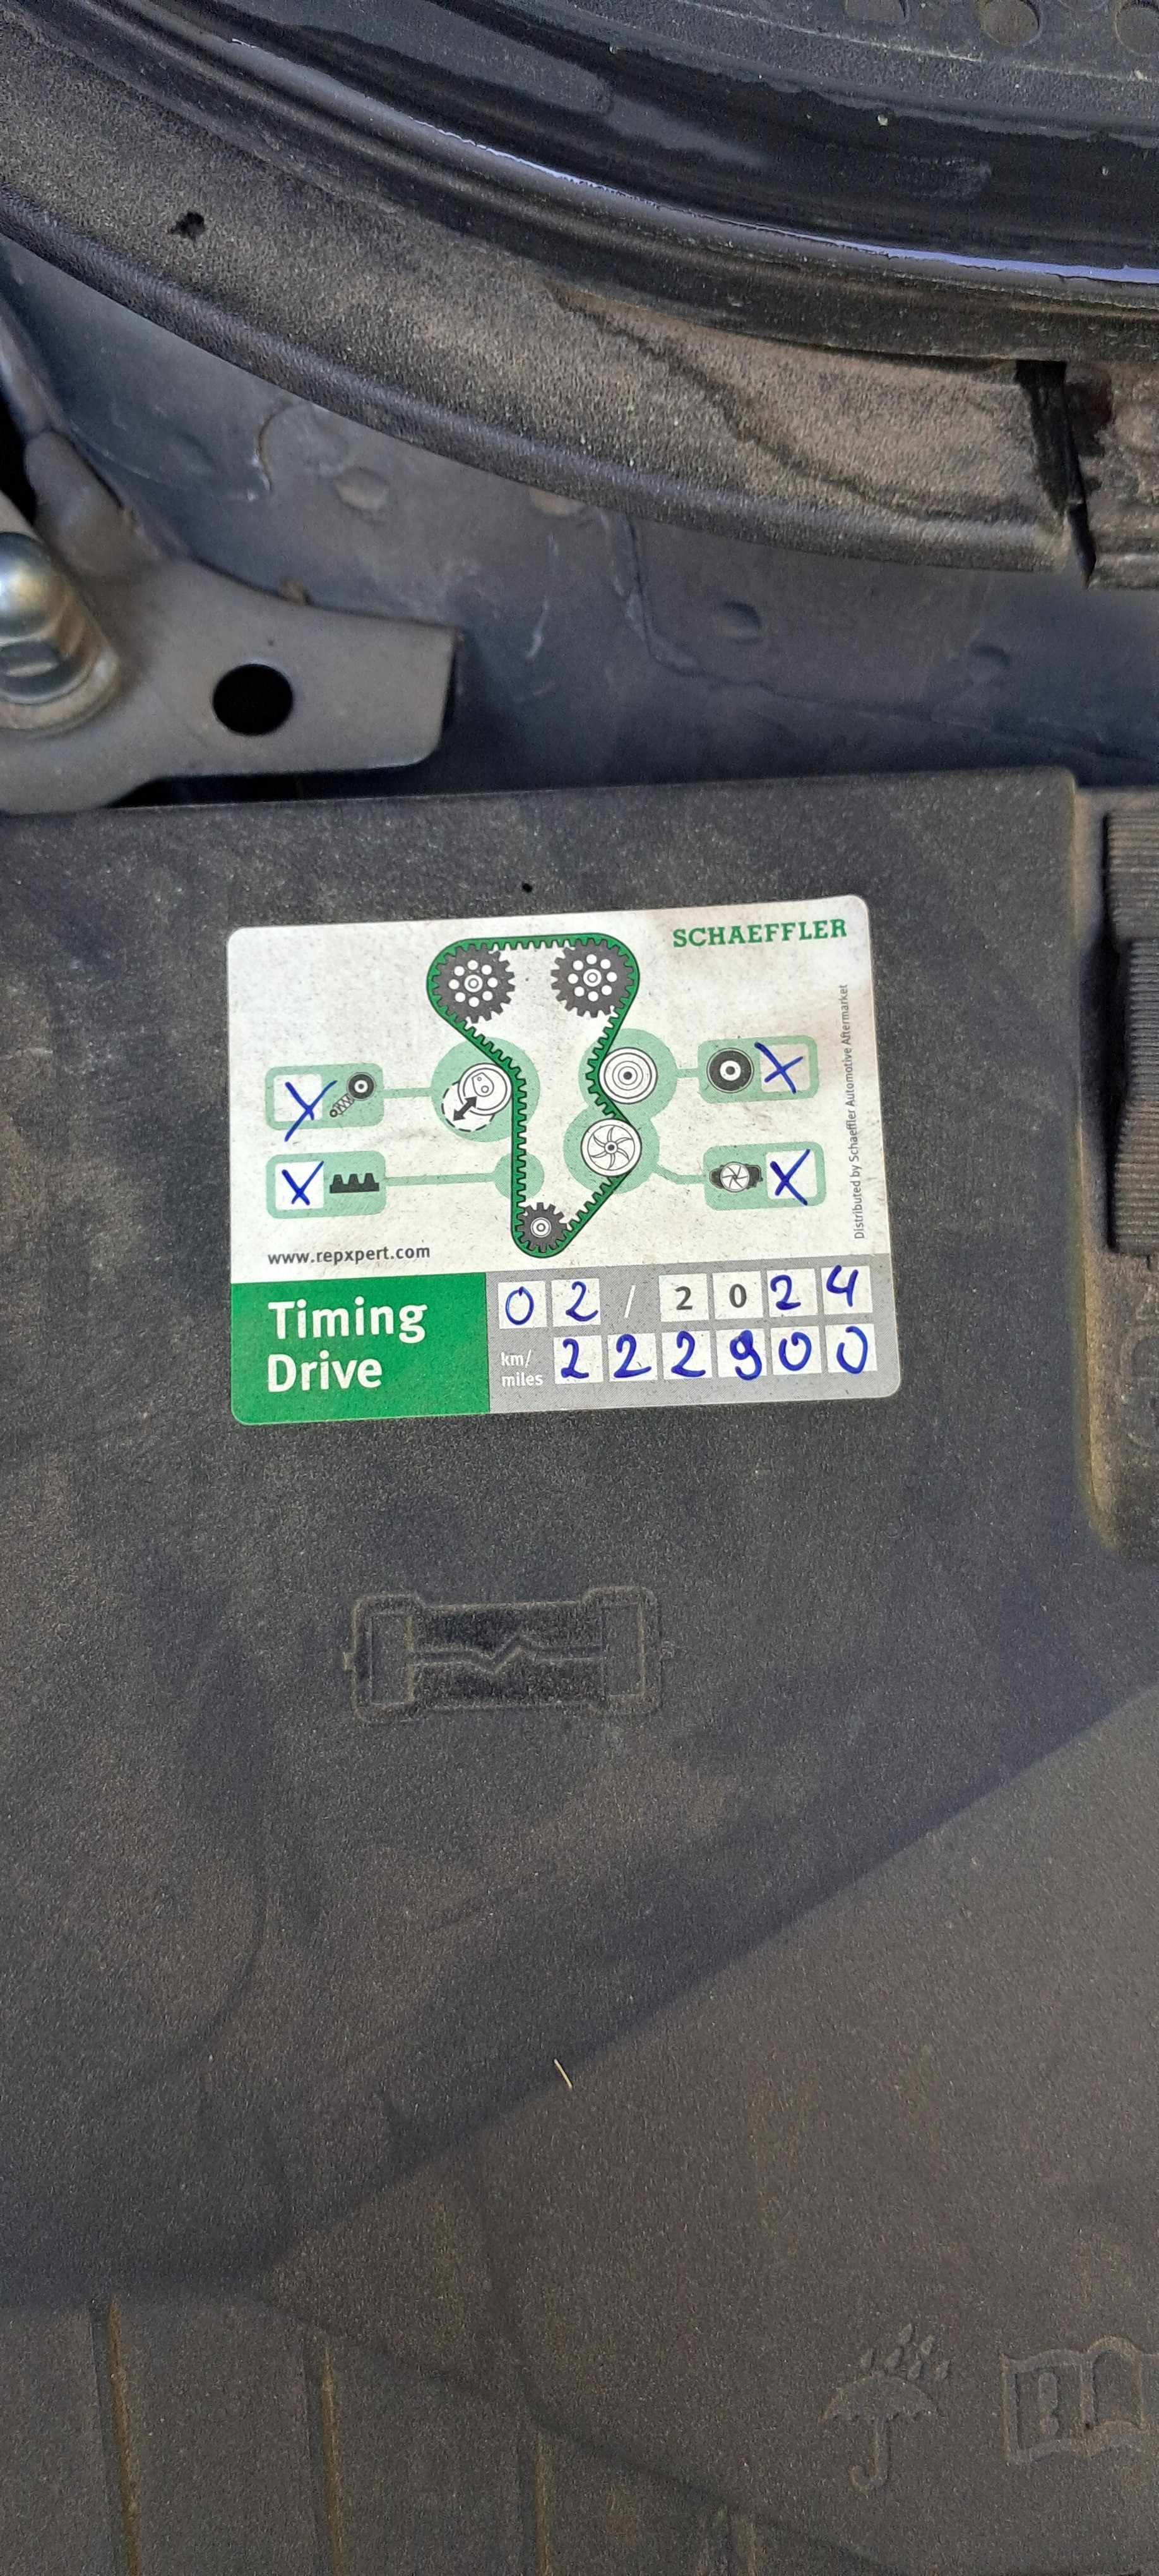 SCHAEFFLER
Distributed by Schaeffler Automotive Aftermarket
X
X
X
X
www.repxpert.com
Timing
Drive
02 / 2024
km/
miles
222900